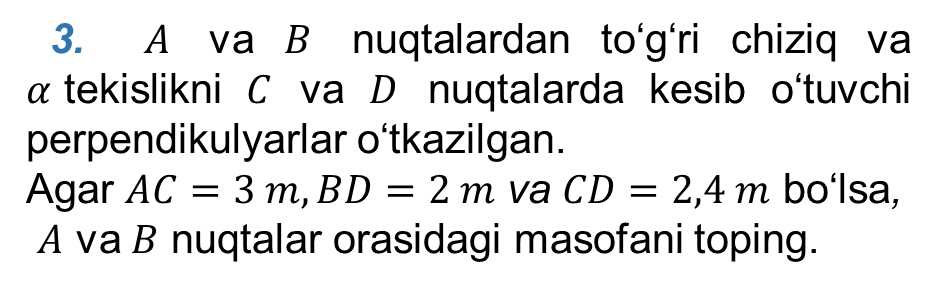 3. A va B nuqtalardan to‘g‘ri chiziq va
α tekislikni C va D nuqtalarda kesib o‘tuvchi
perpendikulyarlar o‘tkazilgan.
Agar AC = 3 m, BD = 2 m va CD = 2,4 m bo‘lsa,
A va B nuqtalar orasidagi masofani toping.